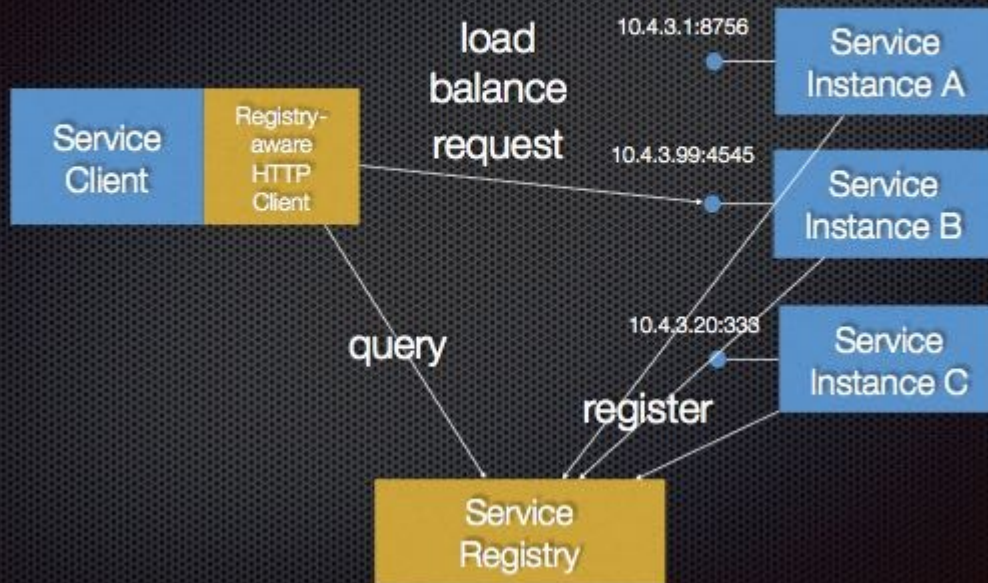 load
balance
request
10.4.3.1:8756
Service
Instance A
Service
Client
Registry-
aware
HTTP
Client
10.4.3.99:4545
Service
Instance B
query
10.4.3.20:333
Service
Instance C
register
Service
Registry